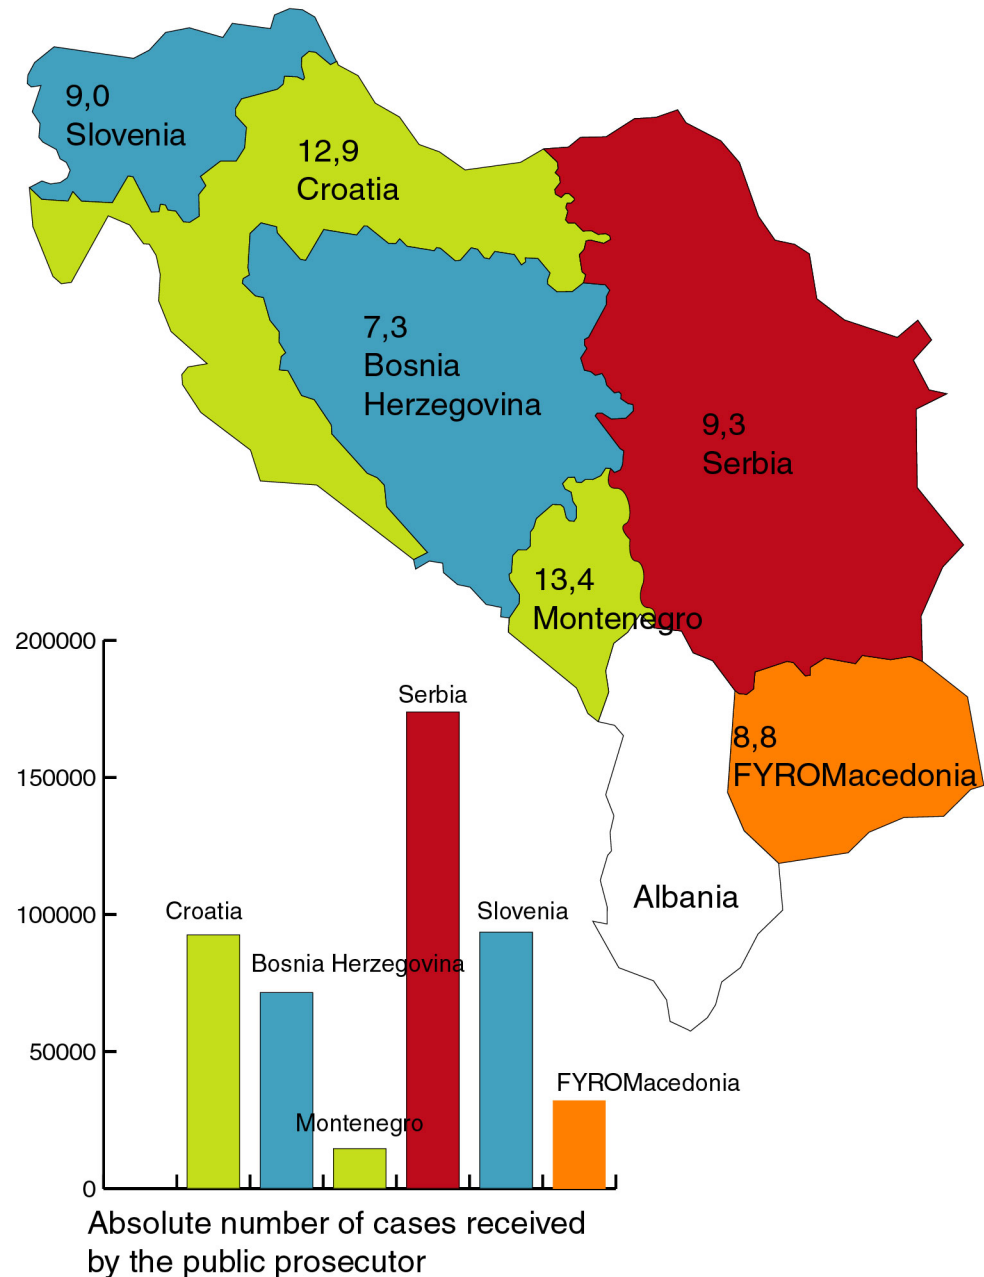 9,0
Slovenia
12,9
Croatia
7,3
Bosnia
Herzegovina
9,3
Serbia
13,4
Montenegro
8,8
FYROMacedonia
Albania
200000
150000
100000
50000
0
Serbia
Croatia
Slovenia
Bosnia Herzegovina
FYROMacedonia
Montenegro
Absolute number of cases received
by the public prosecutor